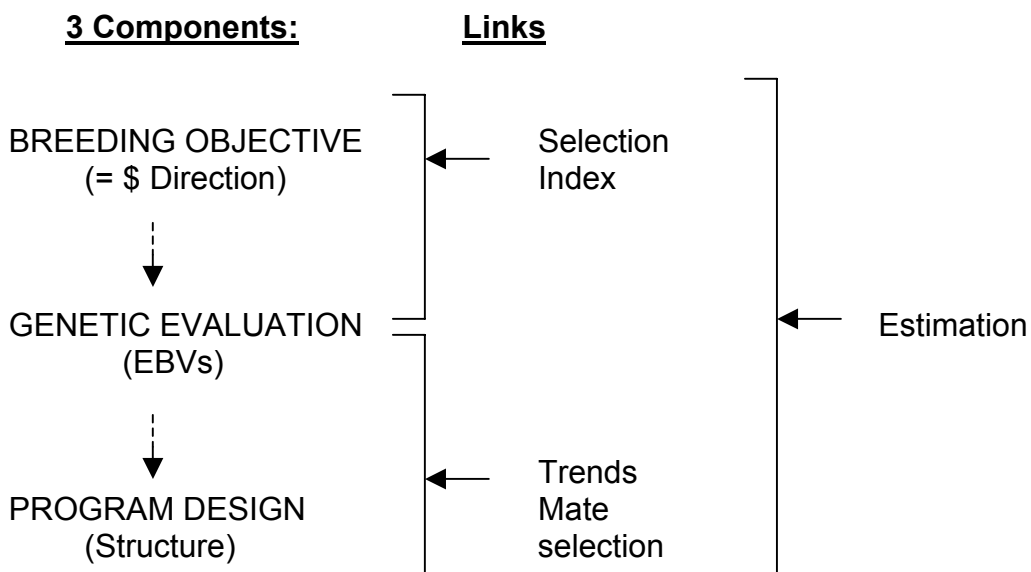 3 Components: Links
BREEDING OBJECTIVE
(= $ Direction)
Selection
Index
GENETIC EVALUATION
(EBVs)
Estimation
PROGRAM DESIGN
(Structure)
Trends
Mate
selection